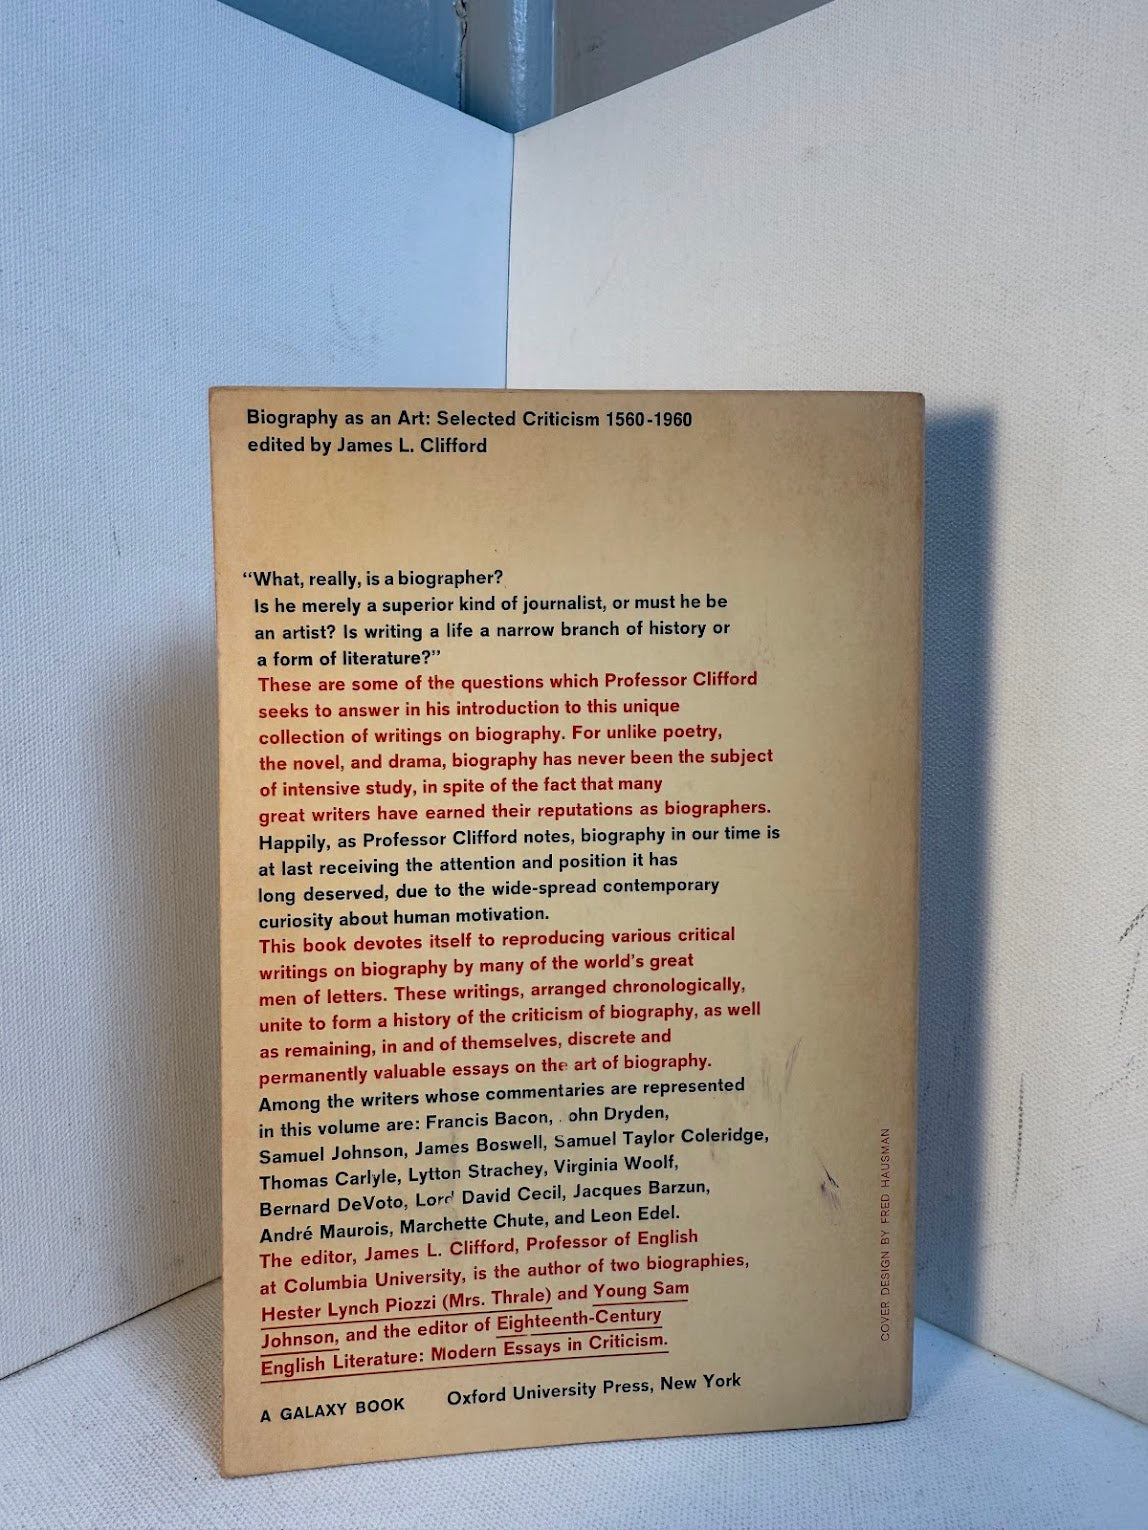 Biography as an Art: Selected Criticism 1560-1960
edited by James L. Clifford
“What, really, is a biographer?
Is he merely a superior kind of journalist, or must he be
an artist? Is writing a life a narrow branch of history or
a form of literature?”
These are some of the questions which Professor Clifford
seeks to answer in his introduction to this unique
collection of writings on biography. For unlike poetry,
the novel, and drama, biography has never been the subject
of intensive study, in spite of the fact that many
great writers have earned their reputations as biographers.
Happily, as Professor Clifford notes, biography in our time is
at last receiving the attention and position it has
long deserved, due to the wide-spread contemporary
curiosity about human motivation.
This book devotes itself to reproducing various critical
writings on biography by many of the world's great
men of letters. These writings, arranged chronologically,
unite to form a history of the criticism of biography, as well
as remaining, in and of themselves, discrete and
permanently valuable essays on the art of biography.
Among the writers whose commentaries are represented
in this volume are: Francis Bacon, John Dryden,
Samuel Johnson, James Boswell, Samuel Taylor Coleridge,
Thomas Carlyle, Lytton Strachey, Virginia Woolf,
Bernard DeVoto, Lord David Cecil, Jacques Barzun,
André Maurois, Marchette Chute, and Leon Edel.
The editor, James L. Clifford, Professor of English
at Columbia University, is the author of two biographies,
Hester Lynch Piozzi (Mrs. Thrale) and Young Sam
Johnson, and the editor of Eighteenth-Century
English Literature: Modern Essays in Criticism.
A GALAXY BOOK Oxford University Press, New York
COVER DESIGN BY FRED HAUSMAN